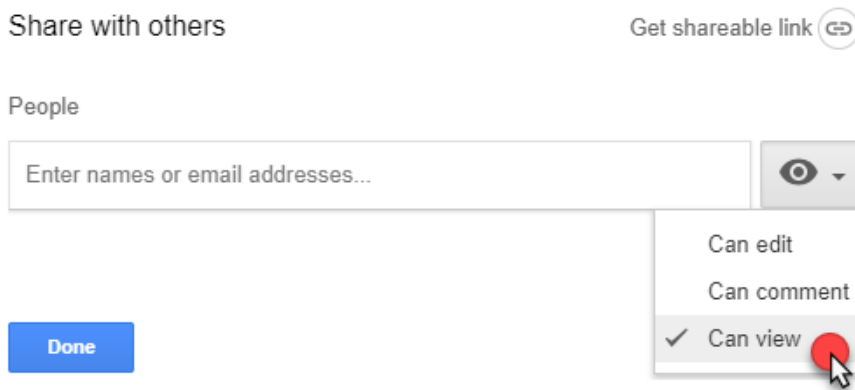 Share with others
Get shareable link
People
Enter names or email addresses...
Can edit
Can comment
Can view
Done